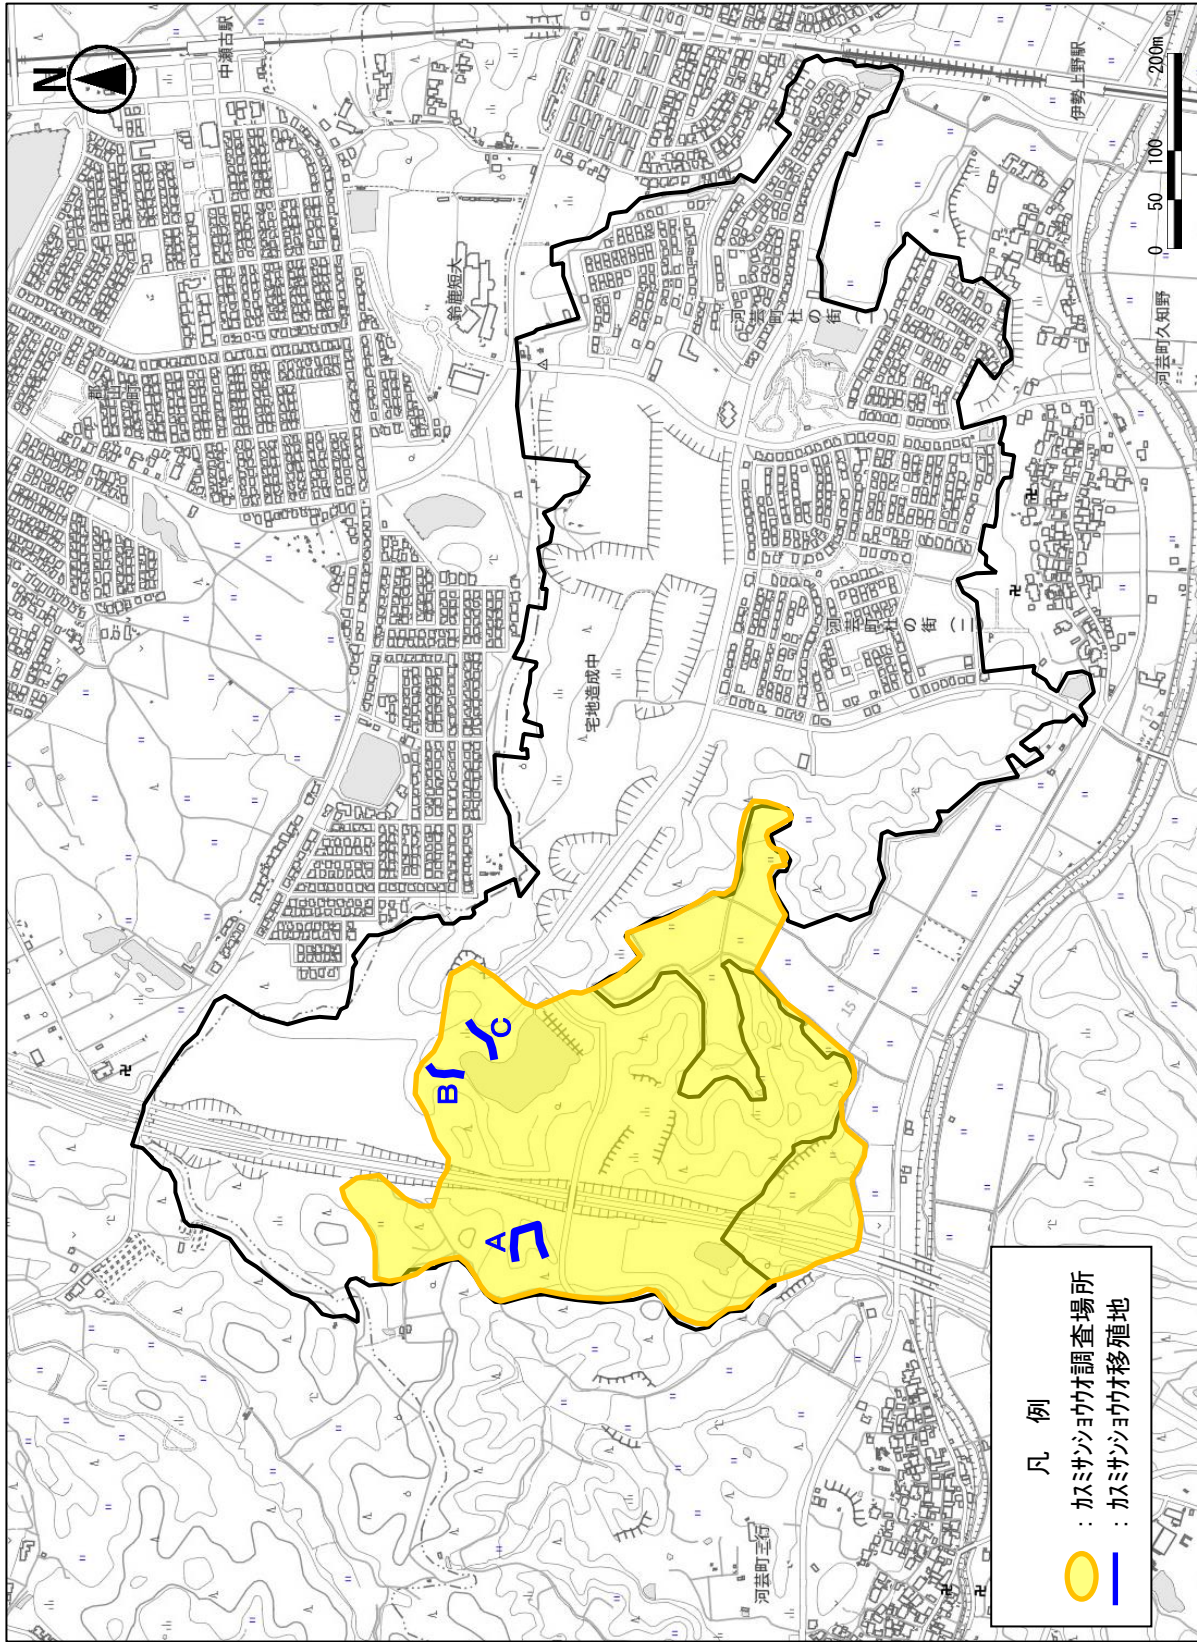 N
中瀬古駅
鈴鹿短大
伊勢上野駅
0 50 100 200m
河芸町杜の街(一)
河芸町久知野
河芸町杜の街(二)
宅地造成中
75
15
A
B
C
河芸町三行
凡 例
:カスミサンショウウオ調査場所
:カスミサンショウウオ移殖地